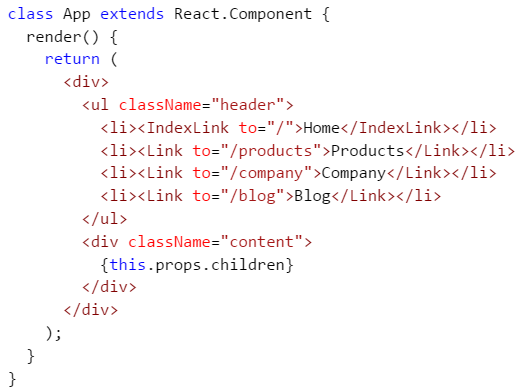 class App extends React.Component {
  render() {
    return (
      <div>
        <ul className="header">
          <li><IndexLink to="/">Home</IndexLink></li>
          <li><Link to="/products">Products</Link></li>
          <li><Link to="/company">Company</Link></li>
          <li><Link to="/blog">Blog</Link></li>
        </ul>
        <div className="content">
          {this.props.children}
        </div>
      </div>
    );
  }
}